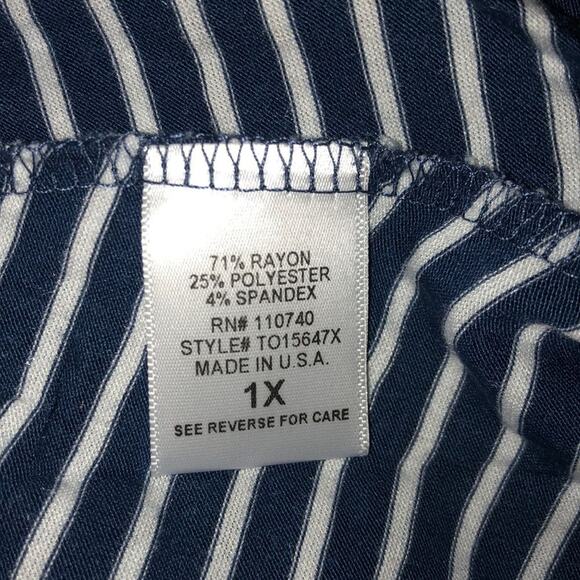 71% RAYON
25% POLYESTER
4% SPANDEX
RN# 110740
STYLE# TO15647X
MADE IN U.S.A.
1X
SEE REVERSE FOR CARE